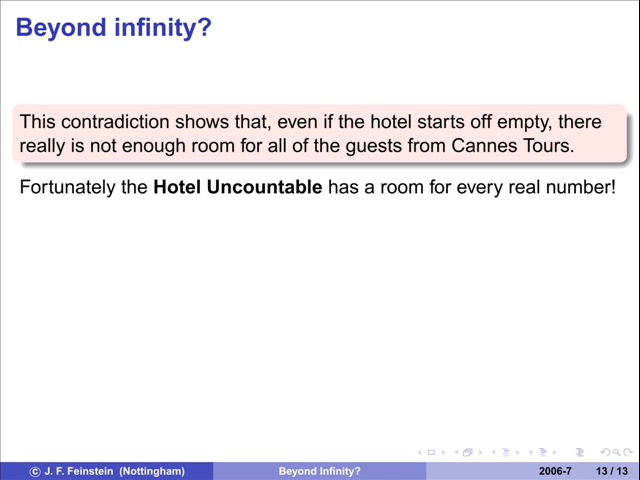 Beyond infinity?
This contradiction shows that, even if the hotel starts off empty, there
really is not enough room for all of the guests from Cannes Tours.
Fortunately the Hotel Uncountable has a room for every real number!
© J. F. Feinstein (Nottingham) Beyond Infinity? 2006-7 13 / 13